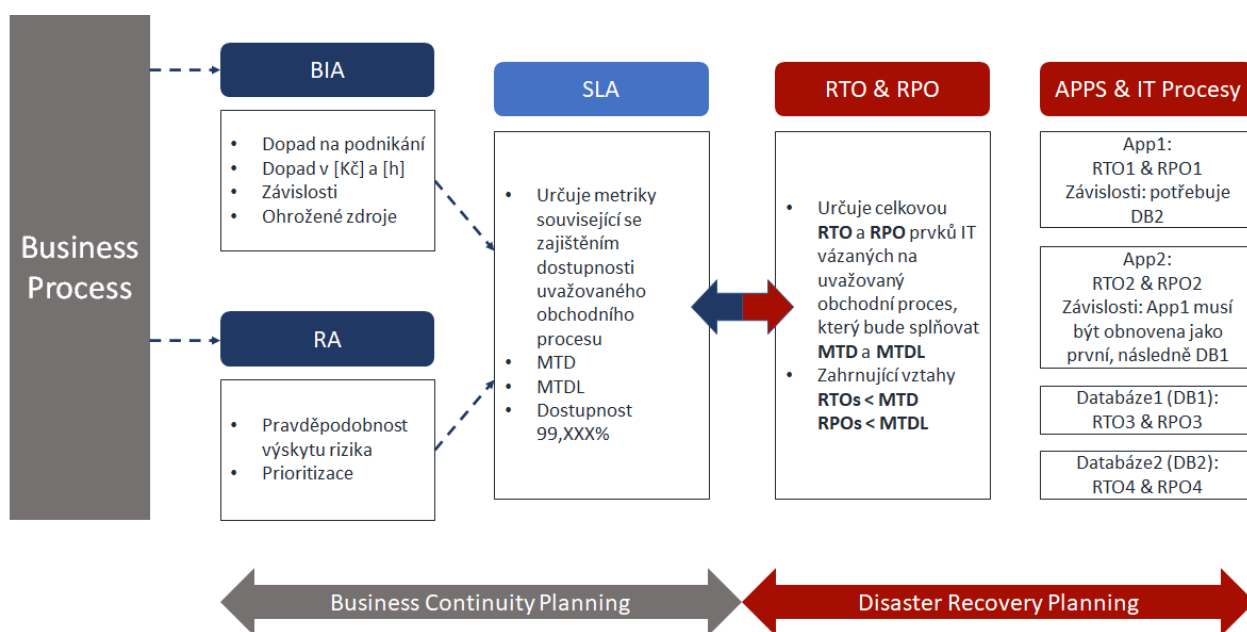 Business
Process
BIA
• Dopad na podnikání
• Dopad v [Kč] a [h]
• Závislosti
• Ohrožené zdroje
RA
• Pravděpodobnost
výskytu rizika
• Prioritizace
SLA
• Určuje metriky
související se
zajištěním
dostupnosti
uvažovaného
obchodního
procesu
• MTD
• MTDL
• Dostupnost
99,XXX%
RTO & RPO
• Určuje celkovou
RTO a RPO prvků IT
vázaných na
uvažovaný
obchodní proces,
který bude splňovat
MTD a MTDL
• Zahrnující vztahy
RTOs < MTD
RPOs < MTDL
APPS & IT Procesy
App1:
RTO1 & RPO1
Závislosti: potřebuje
DB2
App2:
RTO2 & RPO2
Závislosti: App1 musí
být obnovena jako
první, následně DB1
Databáze1 (DB1):
RTO3 & RPO3
Databáze2 (DB2):
RTO4 & RPO4
Business Continuity Planning
Disaster Recovery Planning